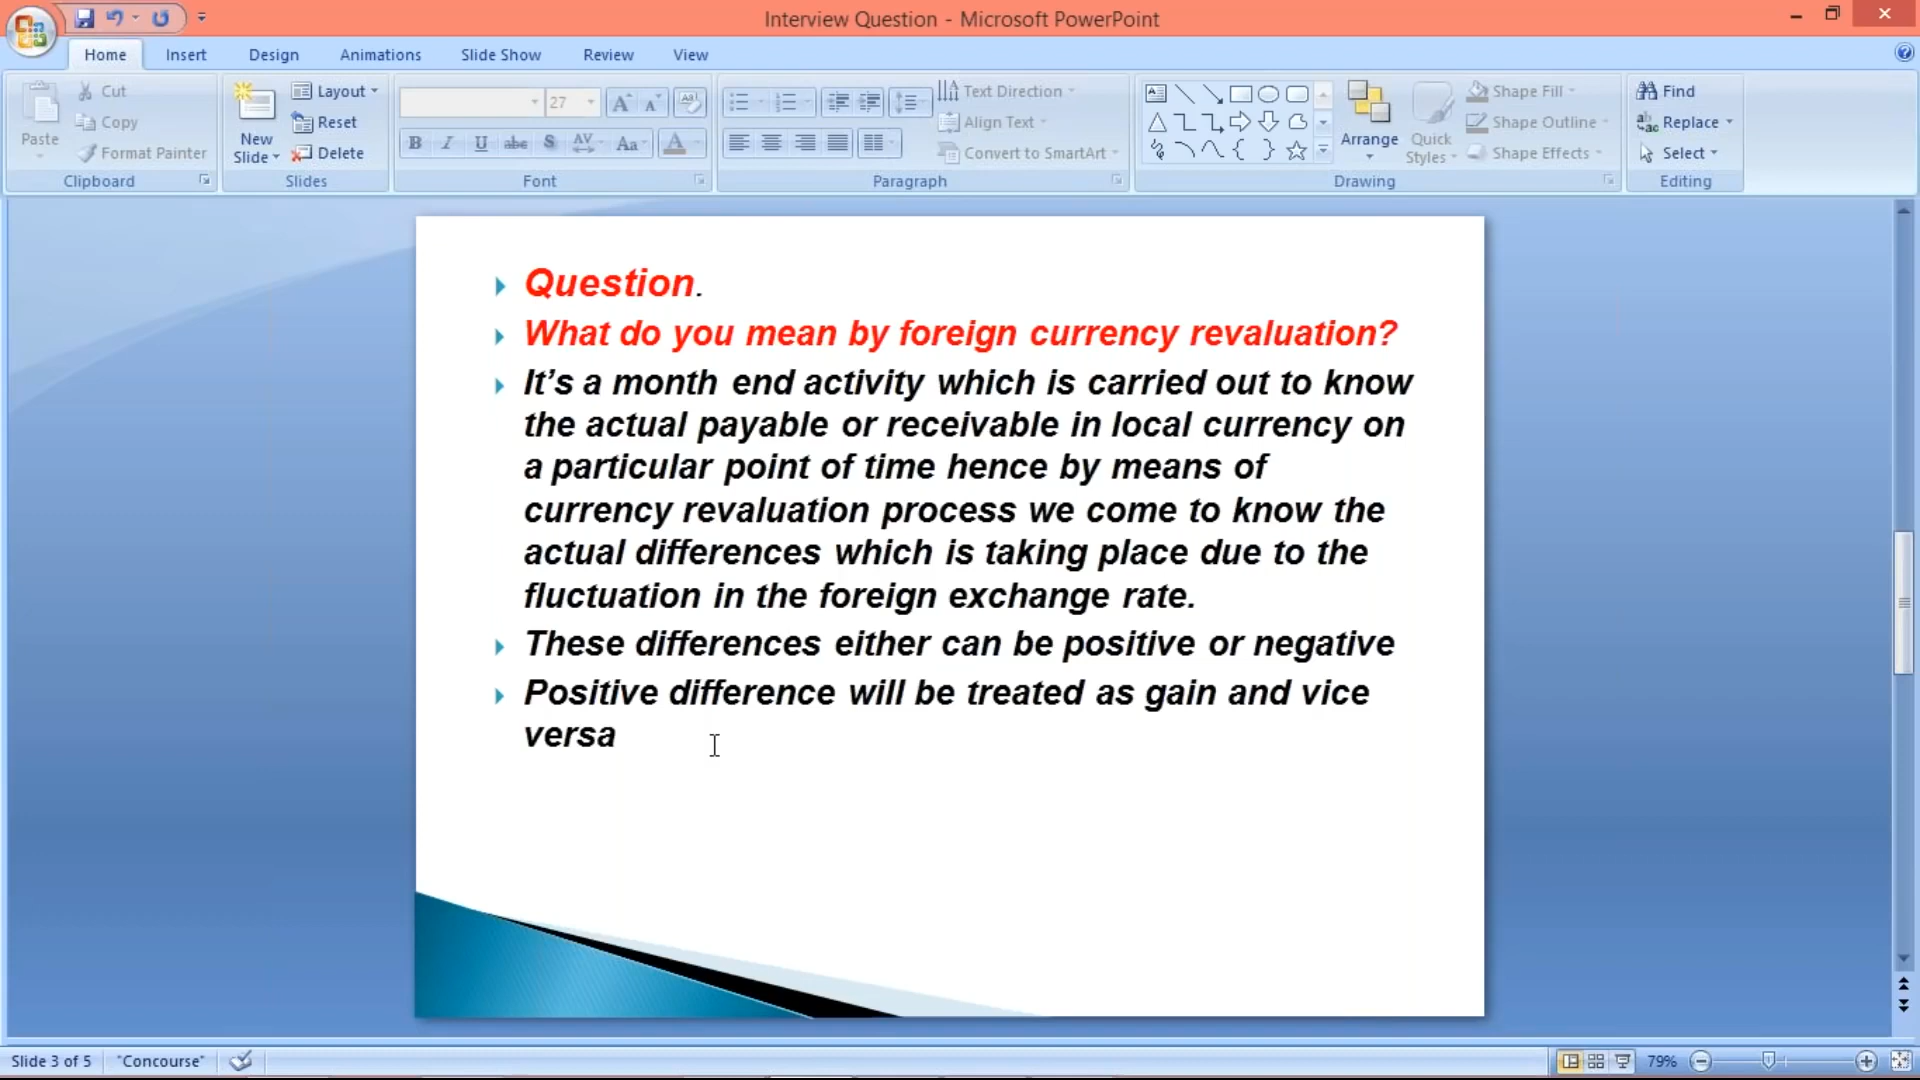 Interview Question - Microsoft PowerPoint
Home Insert Design Animations Slide Show Review View
Paste
Cut
Copy
Format Painter
Clipboard
New Slide
Layout
Reset
Delete
Slides
27
B I U abc S AV Aa A
Font
Text Direction
Align Text
Convert to SmartArt
Paragraph
Arrange
Quick Styles
Shape Fill
Shape Outline
Shape Effects
Drawing
Find
Replace
Select
Editing
Question.
What do you mean by foreign currency revaluation?
It’s a month end activity which is carried out to know
the actual payable or receivable in local currency on
a particular point of time hence by means of
currency revaluation process we come to know the
actual differences which is taking place due to the
fluctuation in the foreign exchange rate.
These differences either can be positive or negative
Positive difference will be treated as gain and vice
versa
Slide 3 of 5 "Concourse" 79%